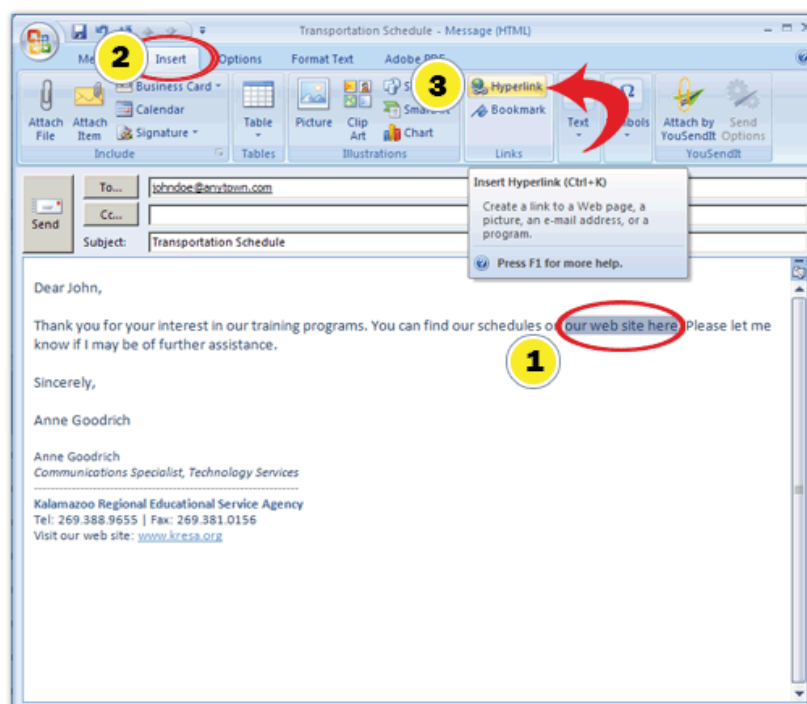 Transportation Schedule - Message (HTML)
2 Insert Options Format Text Adobe PDF
Business Card
Calendar
Signature
Attach File
Attach Item
Include
Table
Tables
Picture
Clip Art
Chart
Illustrations
3
Hyperlink
Bookmark
Links
Text
Attach by YouSendIt
Send Options
YouSendIt
Insert Hyperlink (Ctrl+K)
Create a link to a Web page, a
picture, an e-mail address, or a
program.
Press F1 for more help.
Send
To... johndoe@anytown.com
Cc...
Subject: Transportation Schedule
Dear John,
Thank you for your interest in our training programs. You can find our schedules on our web site here. Please let me
know if I may be of further assistance.
1
Sincerely,
Anne Goodrich
Anne Goodrich
Communications Specialist, Technology Services
Kalamazoo Regional Educational Service Agency
Tel: 269.388.9655 | Fax: 269.381.0156
Visit our web site: www.kresa.org